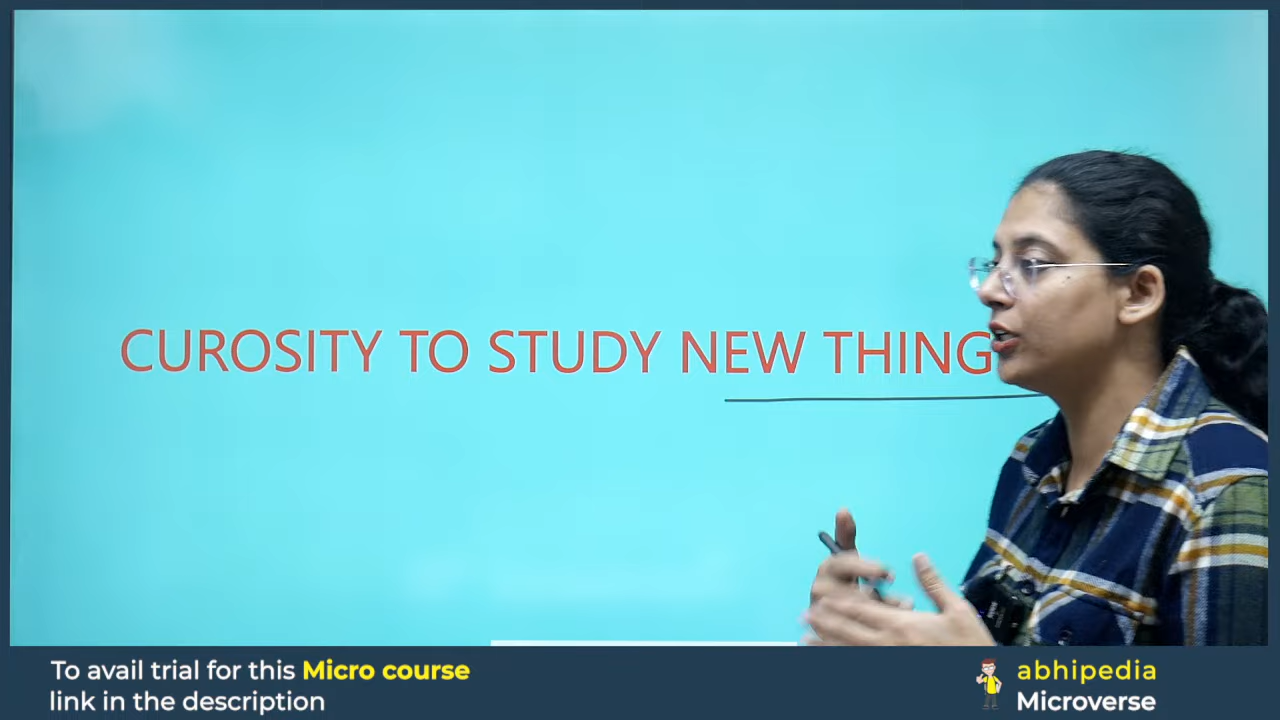 CUROSITY TO STUDY NEW THING
To avail trial for this Micro course
link in the description
abhipedia
Microverse